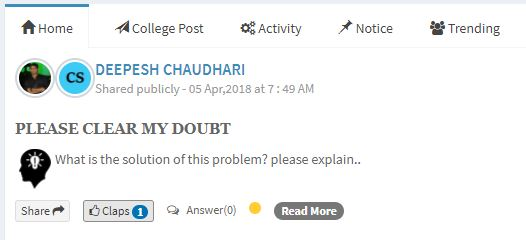 Home College Post Activity Notice Trending
CS DEEPESH CHAUDHARI
Shared publicly - 05 Apr,2018 at 7 : 49 AM
PLEASE CLEAR MY DOUBT
What is the solution of this problem? please explain..
Share Claps 1 Answer(0) Read More